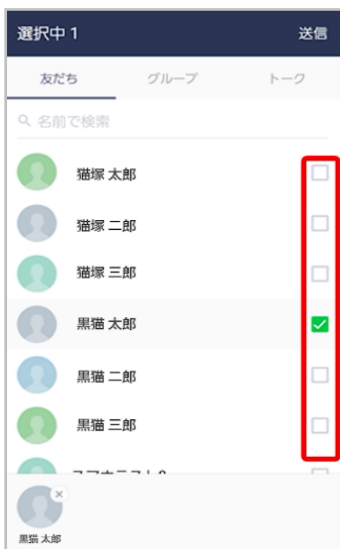 選択中 1 送信
友だち グループ トーク
名前で検索
猫塚 太郎
猫塚 二郎
猫塚 三郎
黒猫 太郎
黒猫 二郎
黒猫 三郎
黒猫 太郎